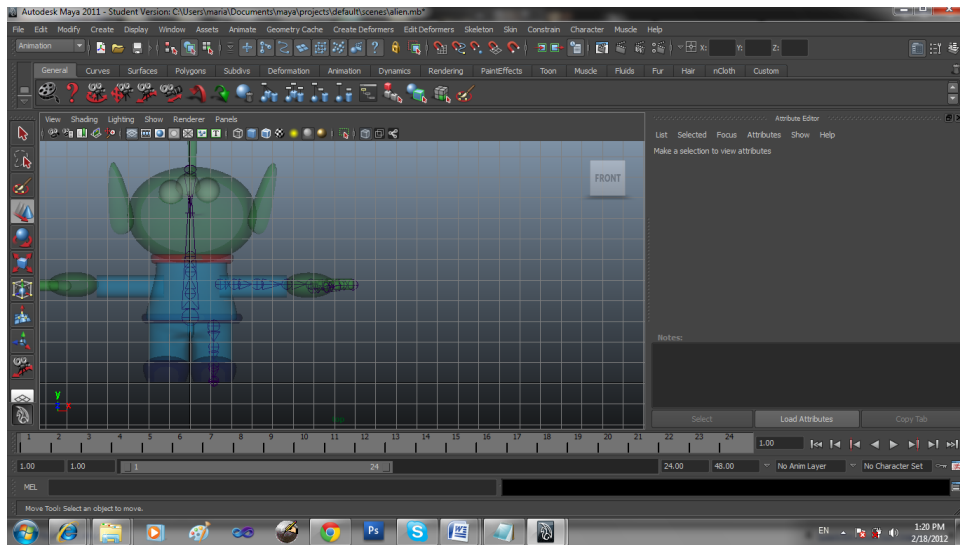 Autodesk Maya 2011 - Student Version: C:\Users\maria\Documents\maya\projects\default\scenes\alien.mb*
File Edit Modify Create Display Window Assets Animate Geometry Cache Create Deformers Edit Deformers Skeleton Skin Constrain Character Muscle Help
Animation X: Y: Z:
General Curves Surfaces Polygons Subdivs Deformation Animation Dynamics Rendering PaintEffects Toon Muscle Fluids Fur Hair nCloth Custom
View Shading Lighting Show Renderer Panels
Attribute Editor
List Selected Focus Attributes Show Help
Make a selection to view attributes
FRONT
Notes:
y
x
Select Load Attributes Copy Tab
1 2 3 4 5 6 7 8 9 10 11 12 13 14 15 16 17 18 19 20 21 22 23 24 1.00
1.00 1.00 1 24 24.00 48.00 No Anim Layer No Character Set
MEL
Move Tool: Select an object to move.
Ps S W
EN 1:20 PM
2/18/2012